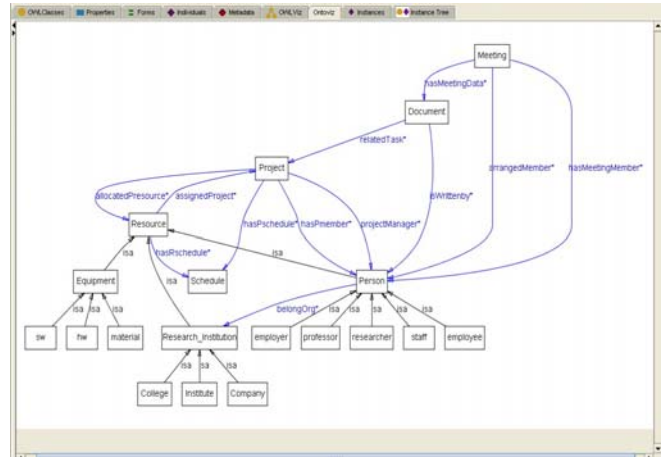 OWLClasses Properties Forms Individuals Metadata OWLViz Ontoviz Instances Instance Tree
Meeting
hasMeetingData*
Document
relatedTask*
arrangedMember* hasMeetingMember*
Project
allocatedPresource* assignedProject* isWrittenby*
hasPschedule* hasPmember* projectManager*
Resource
hasRschedule* isa
isa isa
Equipment Schedule Person
isa isa isa belongOrg* isa isa isa isa isa
sw hw material Research_Institution employer professor researcher staff employee
isa isa isa
College Institute Company